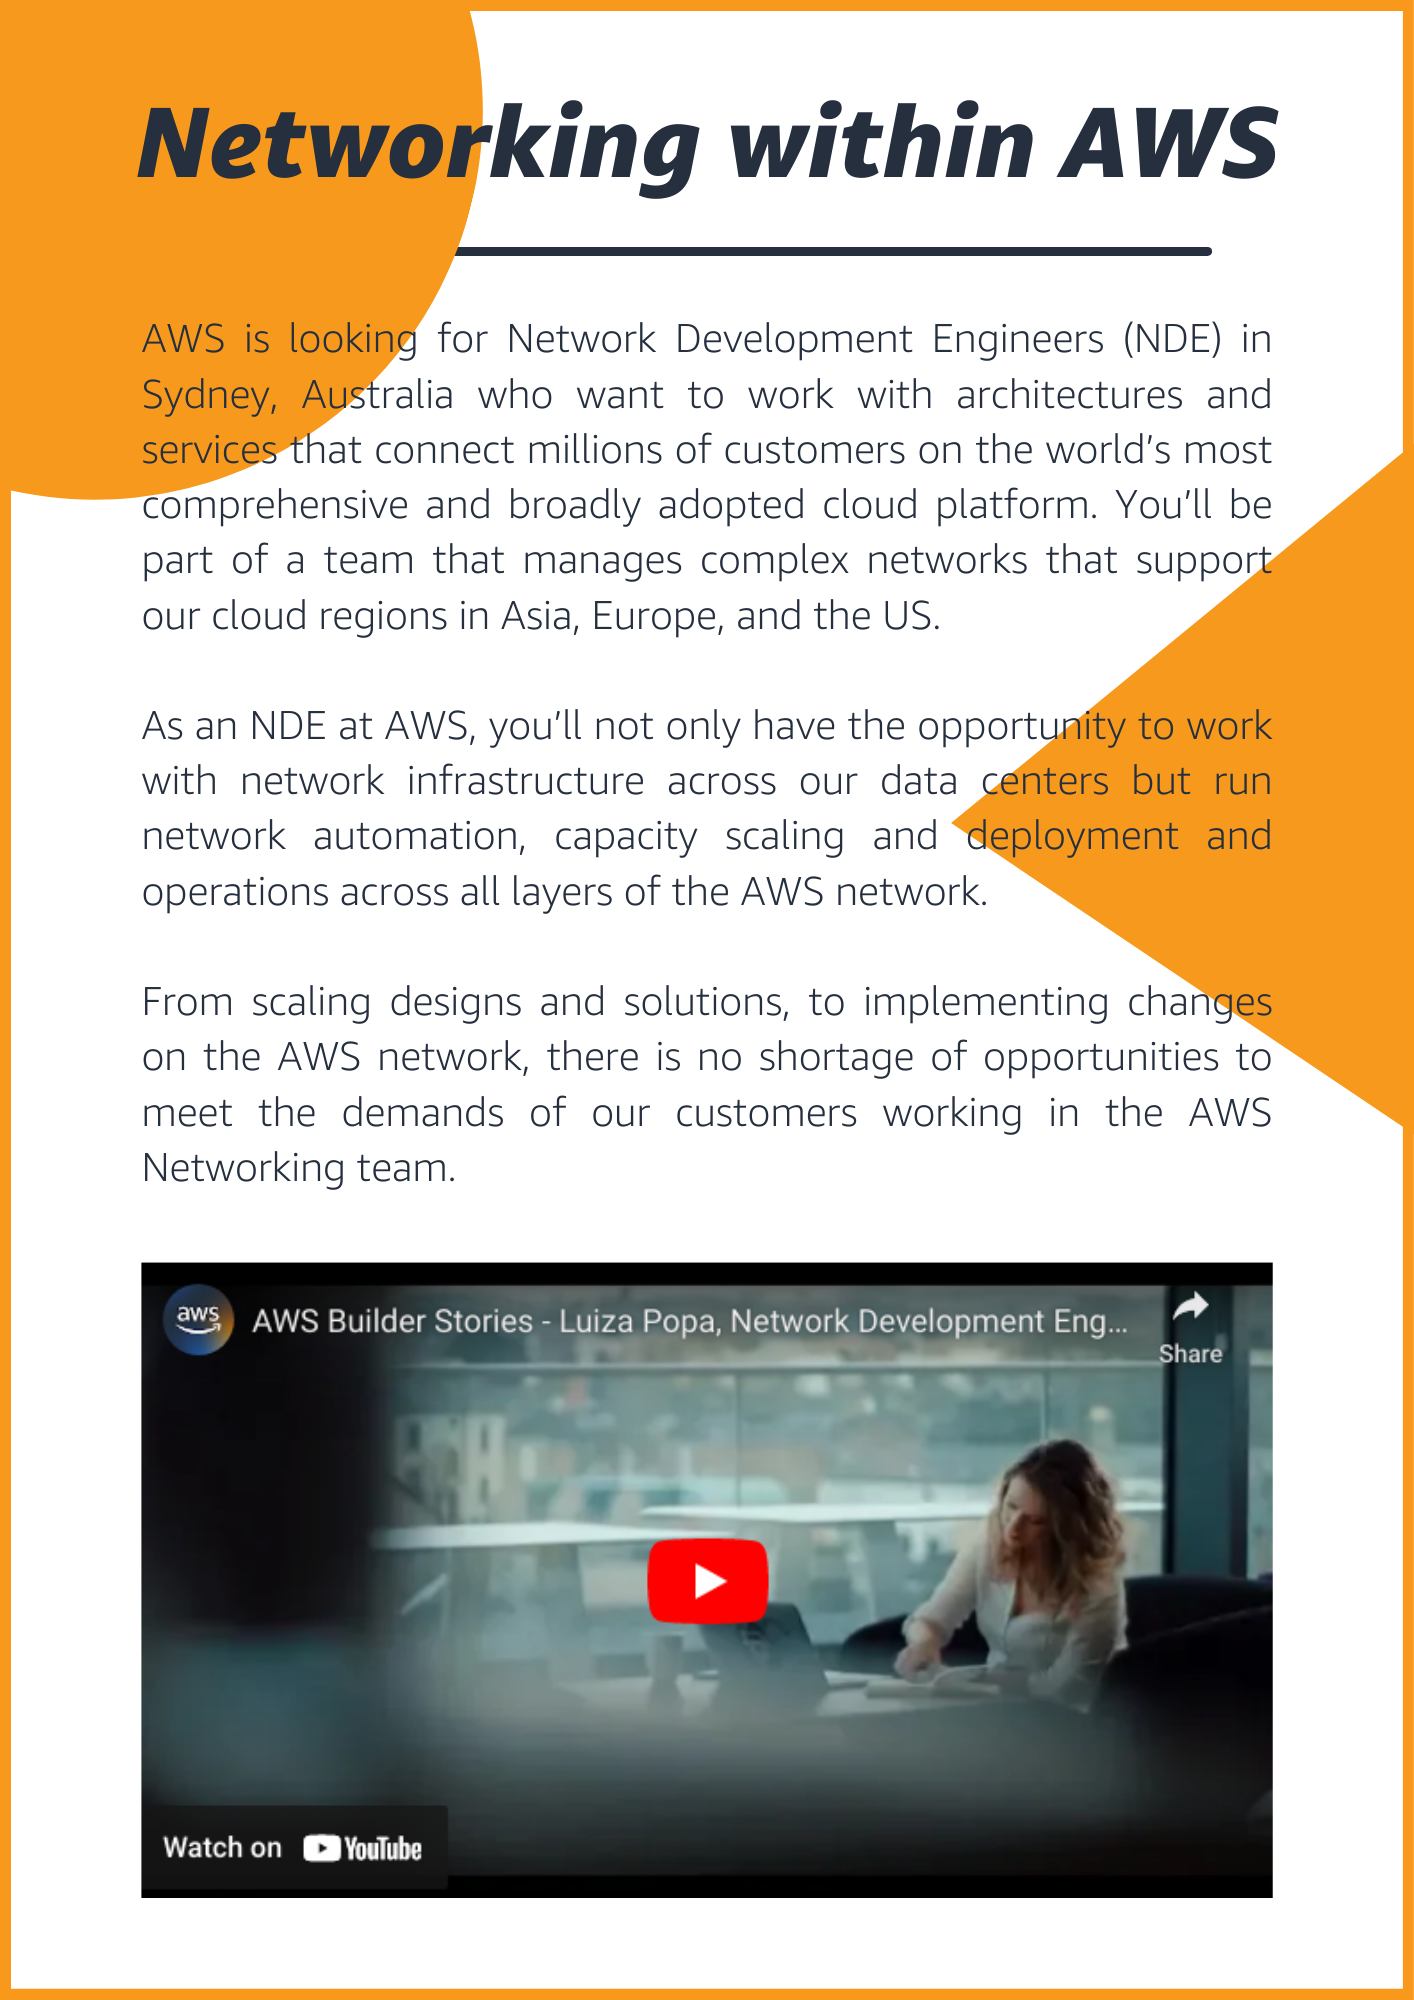 Networking within AWS
AWS is looking for Network Development Engineers (NDE) in
Sydney, Australia who want to work with architectures and
services that connect millions of customers on the world’s most
comprehensive and broadly adopted cloud platform. You’ll be
part of a team that manages complex networks that support
our cloud regions in Asia, Europe, and the US.
As an NDE at AWS, you’ll not only have the opportunity to work
with network infrastructure across our data centers but run
network automation, capacity scaling and deployment and
operations across all layers of the AWS network.
From scaling designs and solutions, to implementing changes
on the AWS network, there is no shortage of opportunities to
meet the demands of our customers working in the AWS
Networking team.
aws
AWS Builder Stories - Luiza Popa, Network Development Eng...
Share
Watch on YouTube